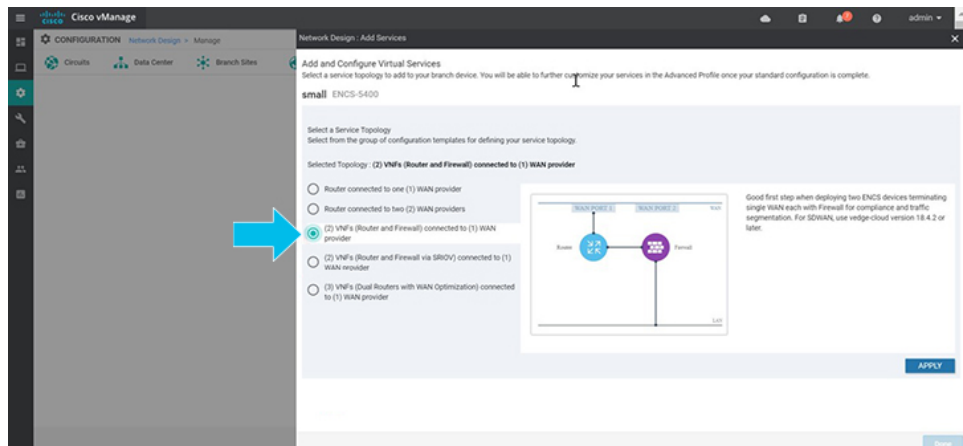 cisco Cisco vManage
admin
CONFIGURATION Network Design > Manage
Circuits Data Center Branch Sites
Network Design : Add Services
Add and Configure Virtual Services
Select a service topology to add to your branch device. You will be able to further customize your services in the Advanced Profile once your standard configuration is complete.
small ENCS-5400
Select a Service Topology
Select from the group of configuration templates for defining your service topology.
Selected Topology : (2) VNFs (Router and Firewall) connected to (1) WAN provider
Router connected to one (1) WAN provider
Router connected to two (2) WAN providers
(2) VNFs (Router and Firewall) connected to (1) WAN
provider
(2) VNFs (Router and Firewall via SRIOV) connected to (1)
WAN provider
(3) VNFs (Dual Routers with WAN Optimization) connected
to (1) WAN provider
WAN PORT 1 WAN PORT 2 WAN
Router Firewall
LAN
Good first step when deploying two ENCS devices terminating
single WAN each with Firewall for compliance and traffic
segmentation. For SDWAN, use vedge-cloud version 18.4.2 or
later.
APPLY
Done